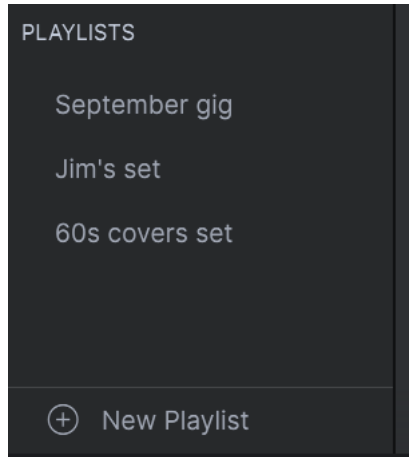 PLAYLISTS
September gig
Jim's set
60s covers set
New Playlist